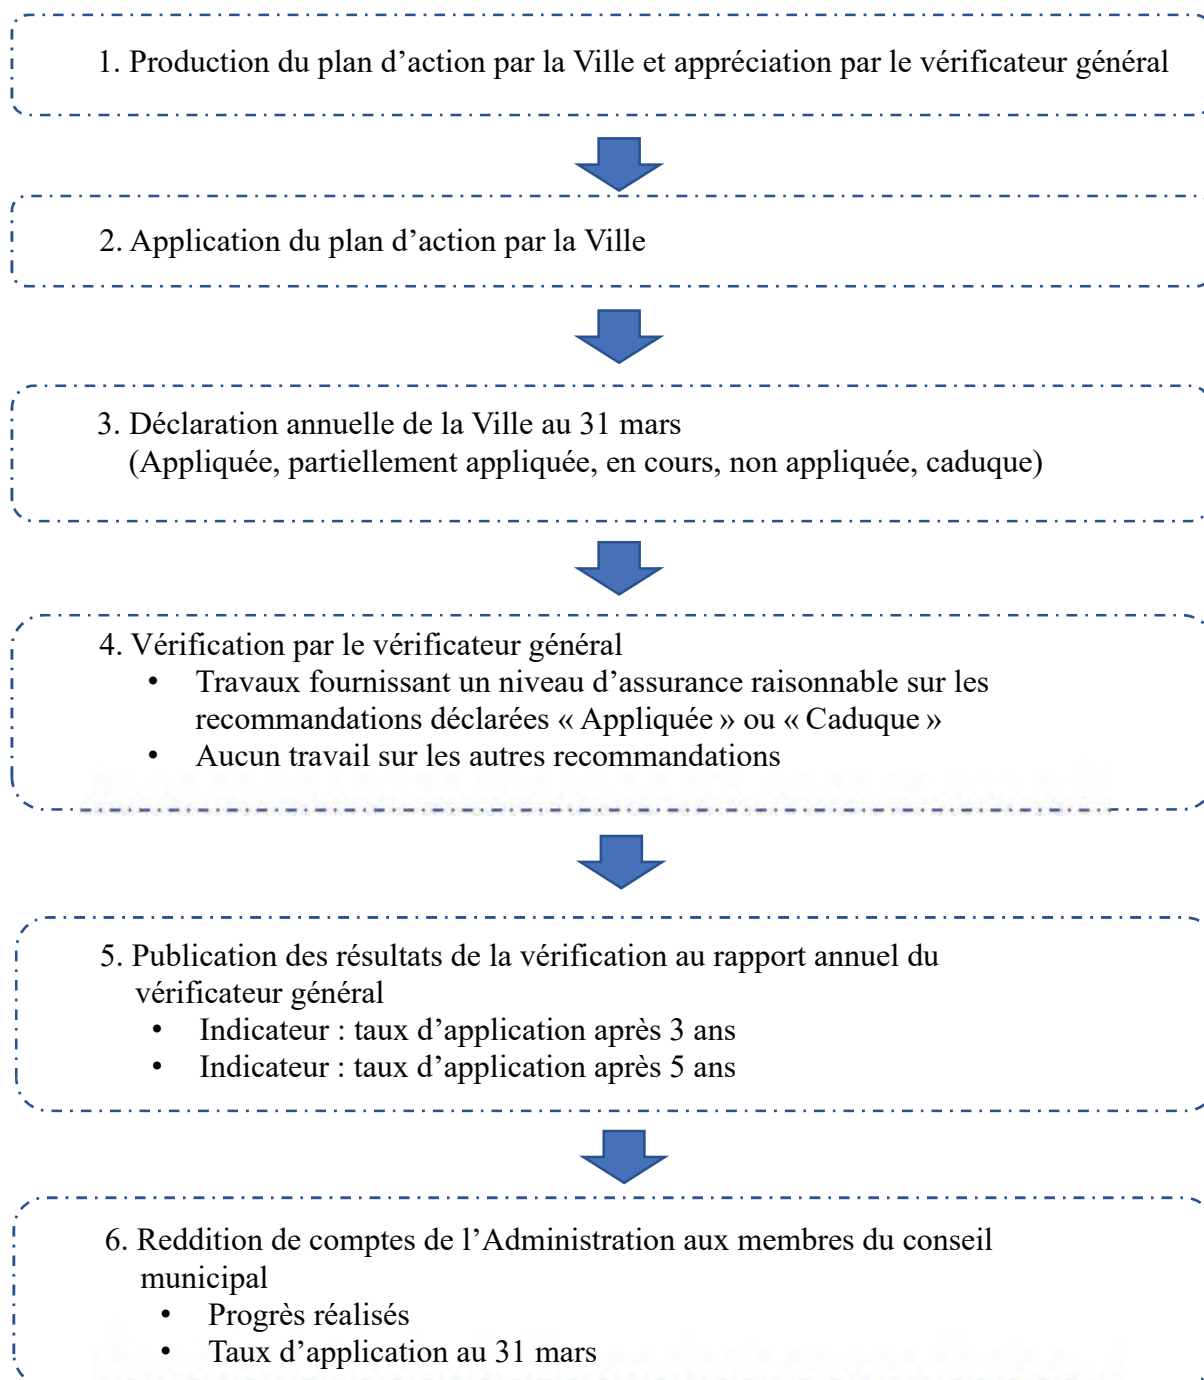 1. Production du plan d’action par la Ville et appréciation par le vérificateur général
2. Application du plan d’action par la Ville
3. Déclaration annuelle de la Ville au 31 mars
(Appliquée, partiellement appliquée, en cours, non appliquée, caduque)
4. Vérification par le vérificateur général
• Travaux fournissant un niveau d’assurance raisonnable sur les
recommandations déclarées « Appliquée » ou « Caduque »
• Aucun travail sur les autres recommandations
5. Publication des résultats de la vérification au rapport annuel du
vérificateur général
• Indicateur : taux d’application après 3 ans
• Indicateur : taux d’application après 5 ans
6. Reddition de comptes de l’Administration aux membres du conseil
municipal
• Progrès réalisés
• Taux d’application au 31 mars